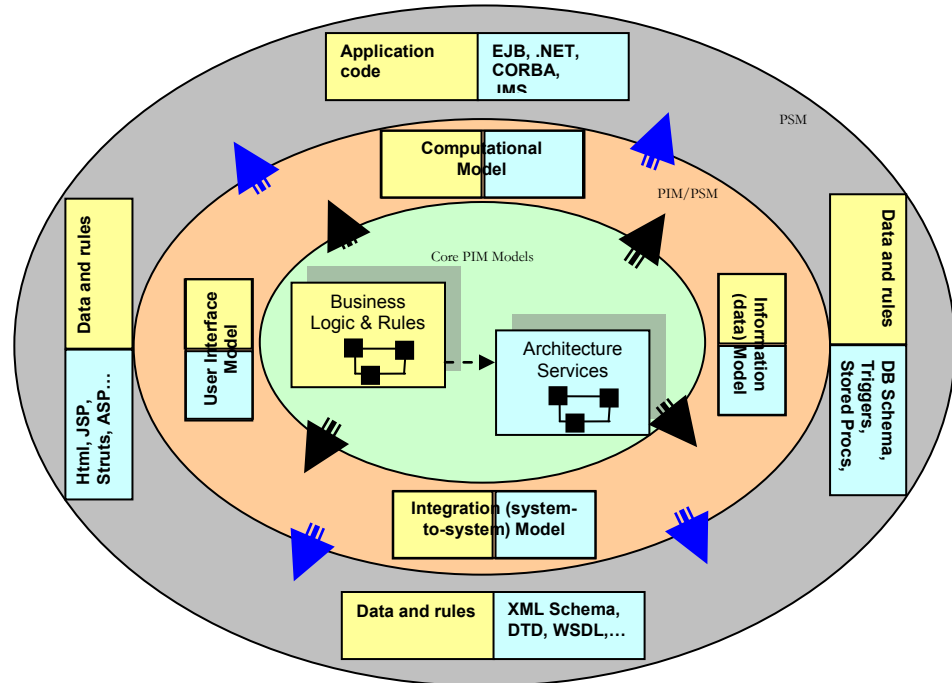 Application
code
EJB, .NET,
CORBA,
JMS
PSM
Computational
Model
PIM/PSM
Core PIM Models
Data and rules
Html, JSP,
Struts, ASP…
User Interface
Model
Business
Logic & Rules
Architecture
Services
Information
(data) Model
Data and rules
DB Schema,
Triggers,
Stored Procs,
Integration (system-
to-system) Model
Data and rules
XML Schema,
DTD, WSDL,…